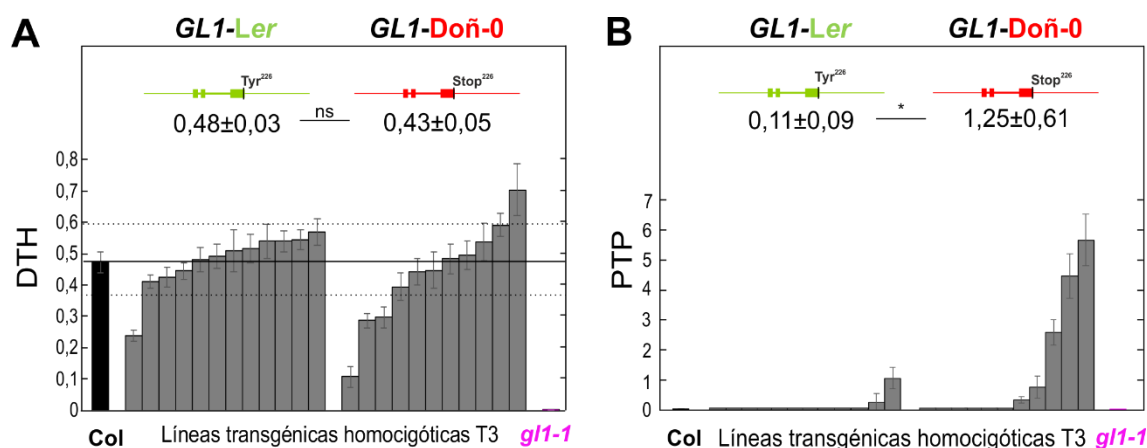 A
GL1-Ler
GL1-Doñ-0
Tyr226
Stop226
0,48±0,03
ns
0,43±0,05
DTH
0,8
0,7
0,6
0,5
0,4
0,3
0,2
0,1
0
Col
Líneas transgénicas homocigóticas T3
gl1-1
B
GL1-Ler
GL1-Doñ-0
Tyr226
Stop226
0,11±0,09
*
1,25±0,61
PTP
7
6
5
4
3
2
1
0
Col
Líneas transgénicas homocigóticas T3
gl1-1